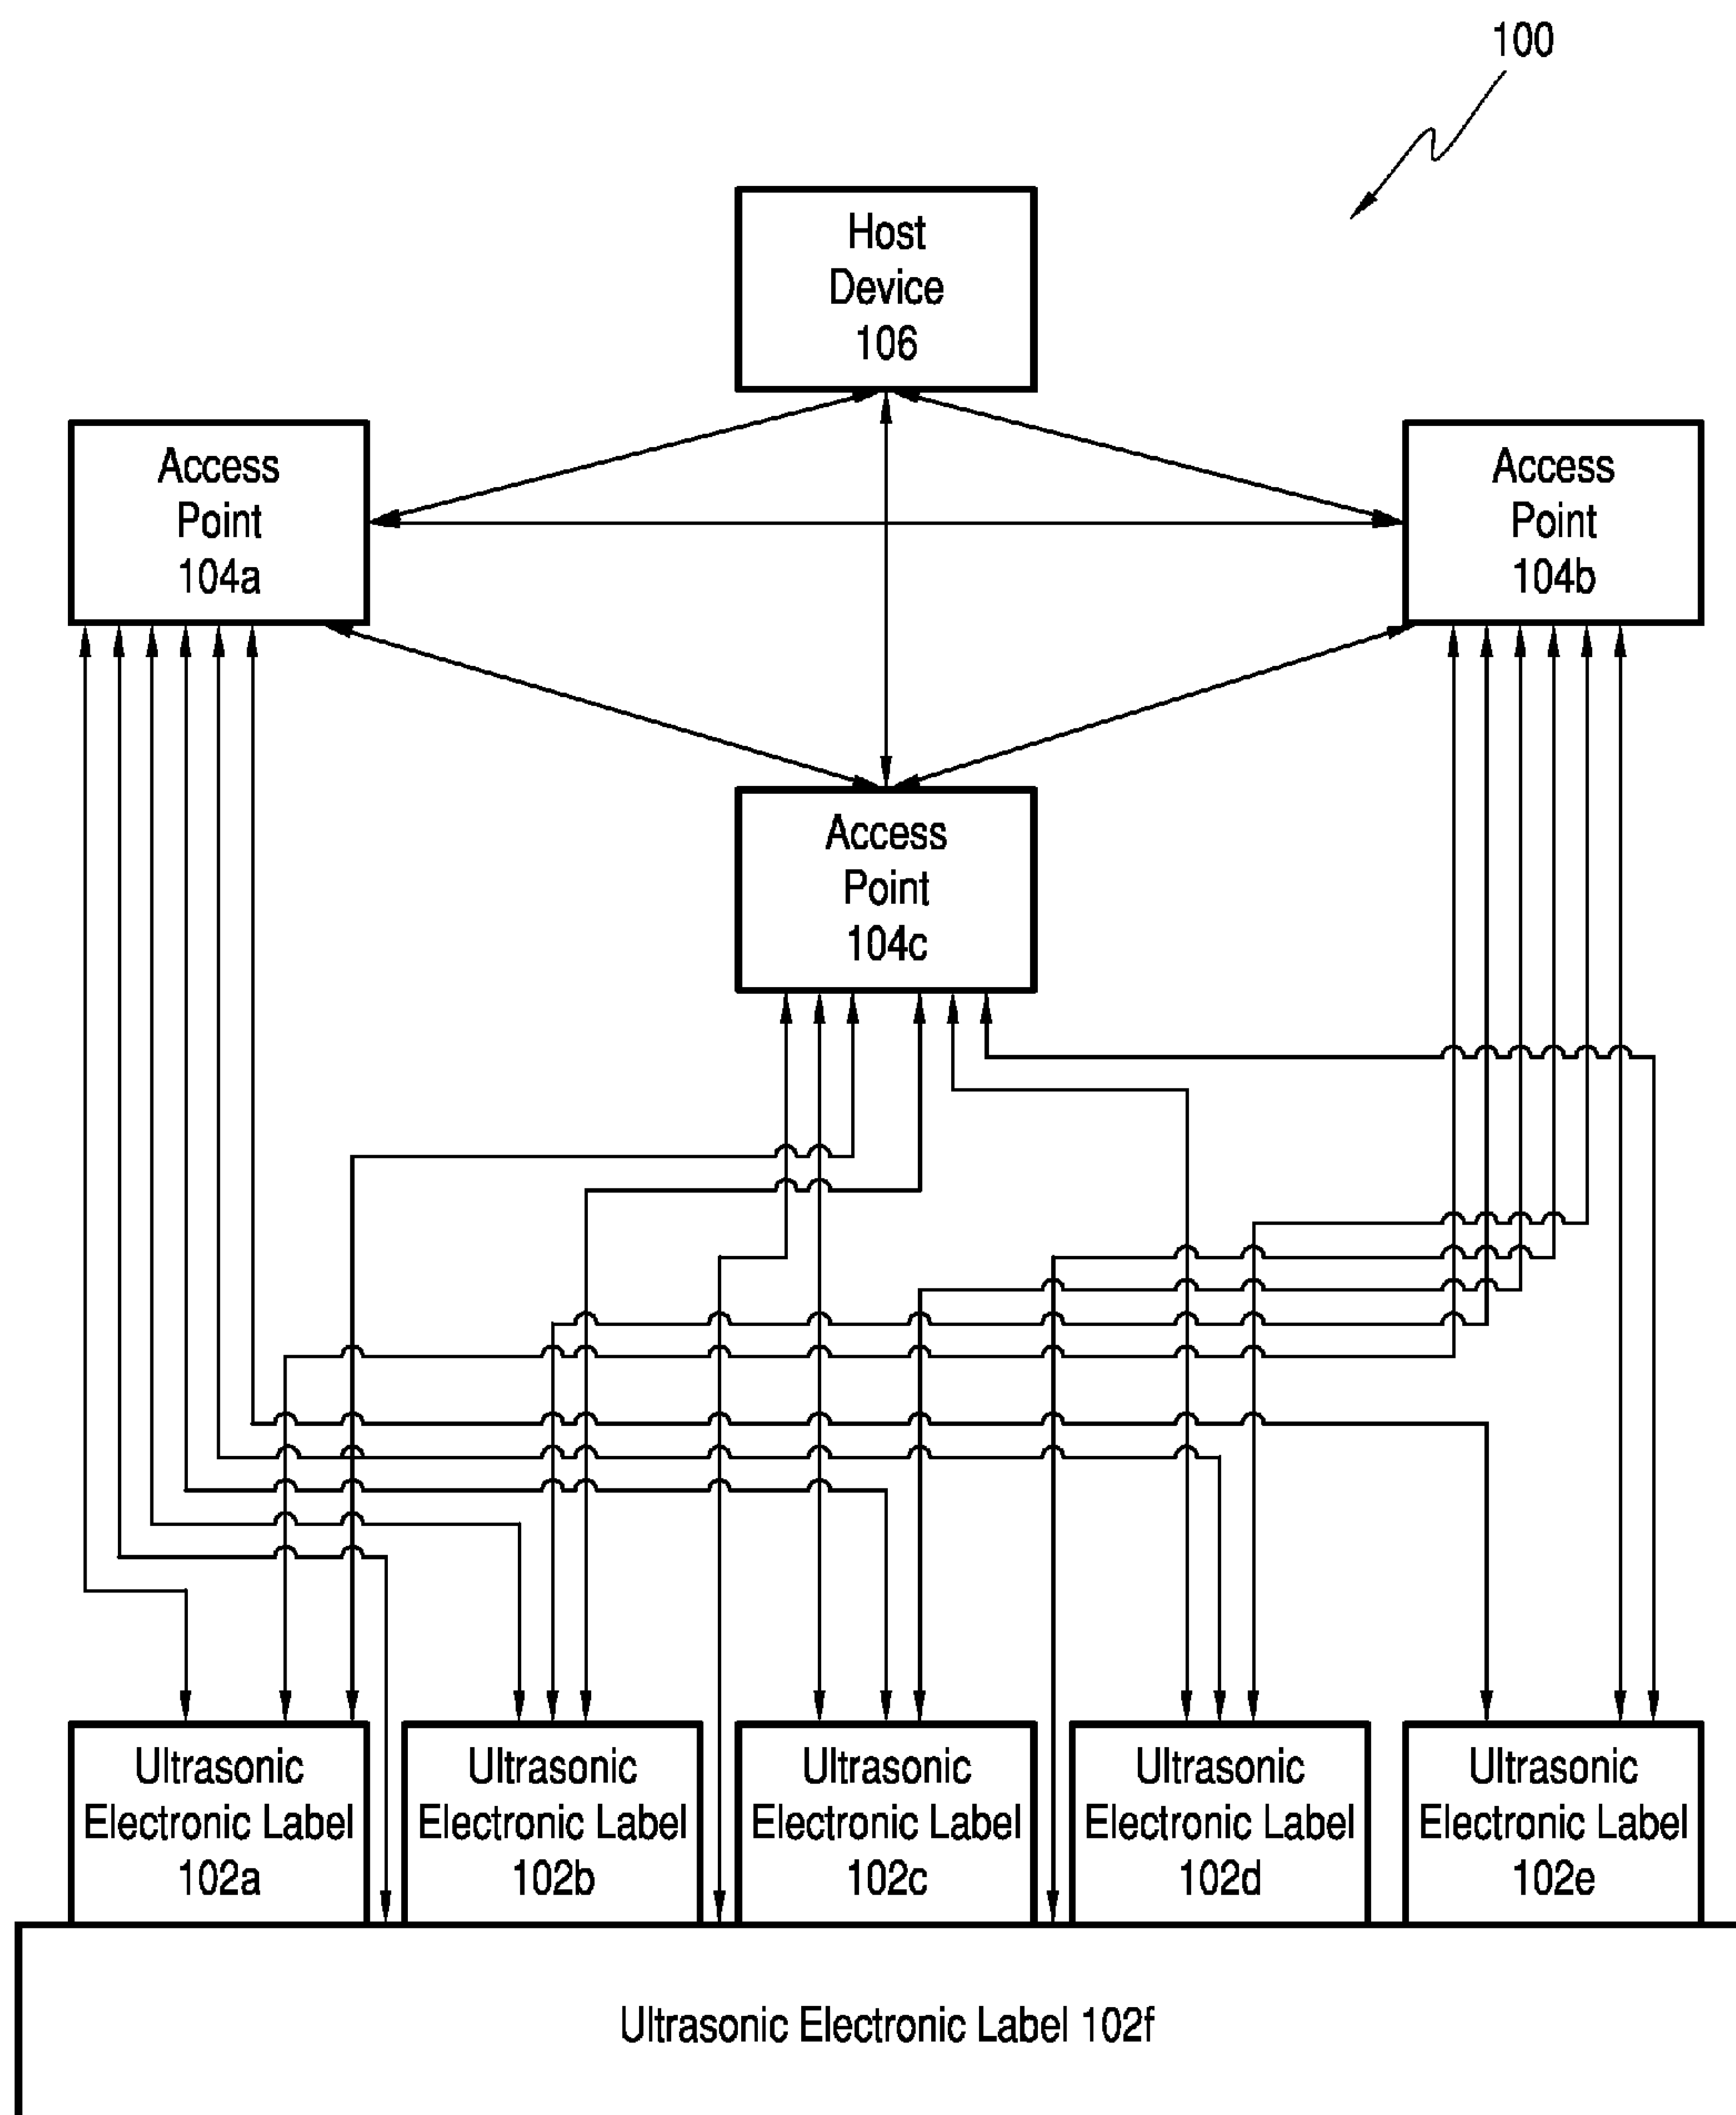 100
Host
Device
106
Access
Point
104a
Access
Point
104b
Access
Point
104c
Ultrasonic
Electronic Label
102a
Ultrasonic
Electronic Label
102b
Ultrasonic
Electronic Label
102c
Ultrasonic
Electronic Label
102d
Ultrasonic
Electronic Label
102e
Ultrasonic Electronic Label 102f